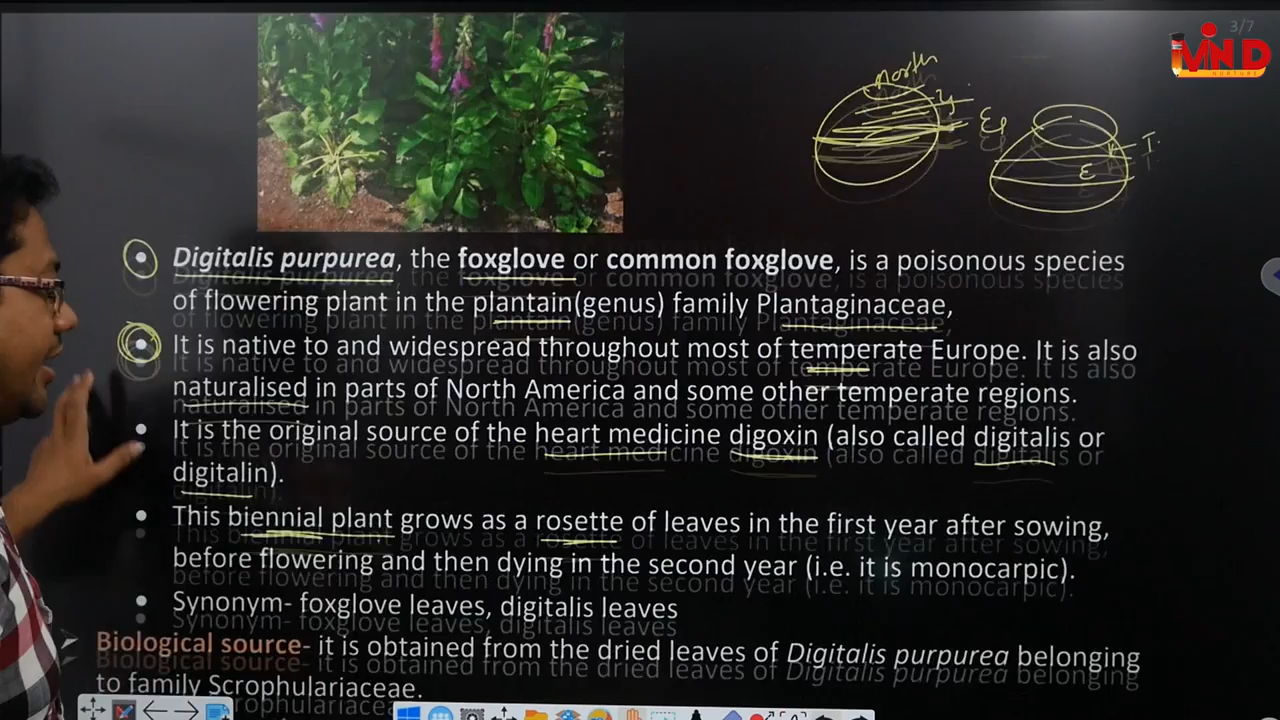 3/7
MIND
NURTURE
North
Digitalis purpurea, the foxglove or common foxglove, is a poisonous species
of flowering plant in the plantain(genus) family Plantaginaceae,
It is native to and widespread throughout most of temperate Europe. It is also
naturalised in parts of North America and some other temperate regions.
It is the original source of the heart medicine digoxin (also called digitalis or
digitalin).
This biennial plant grows as a rosette of leaves in the first year after sowing,
before flowering and then dying in the second year (i.e. it is monocarpic).
Synonym- foxglove leaves, digitalis leaves
Biological source- it is obtained from the dried leaves of Digitalis purpurea belonging
to family Scrophulariaceae.